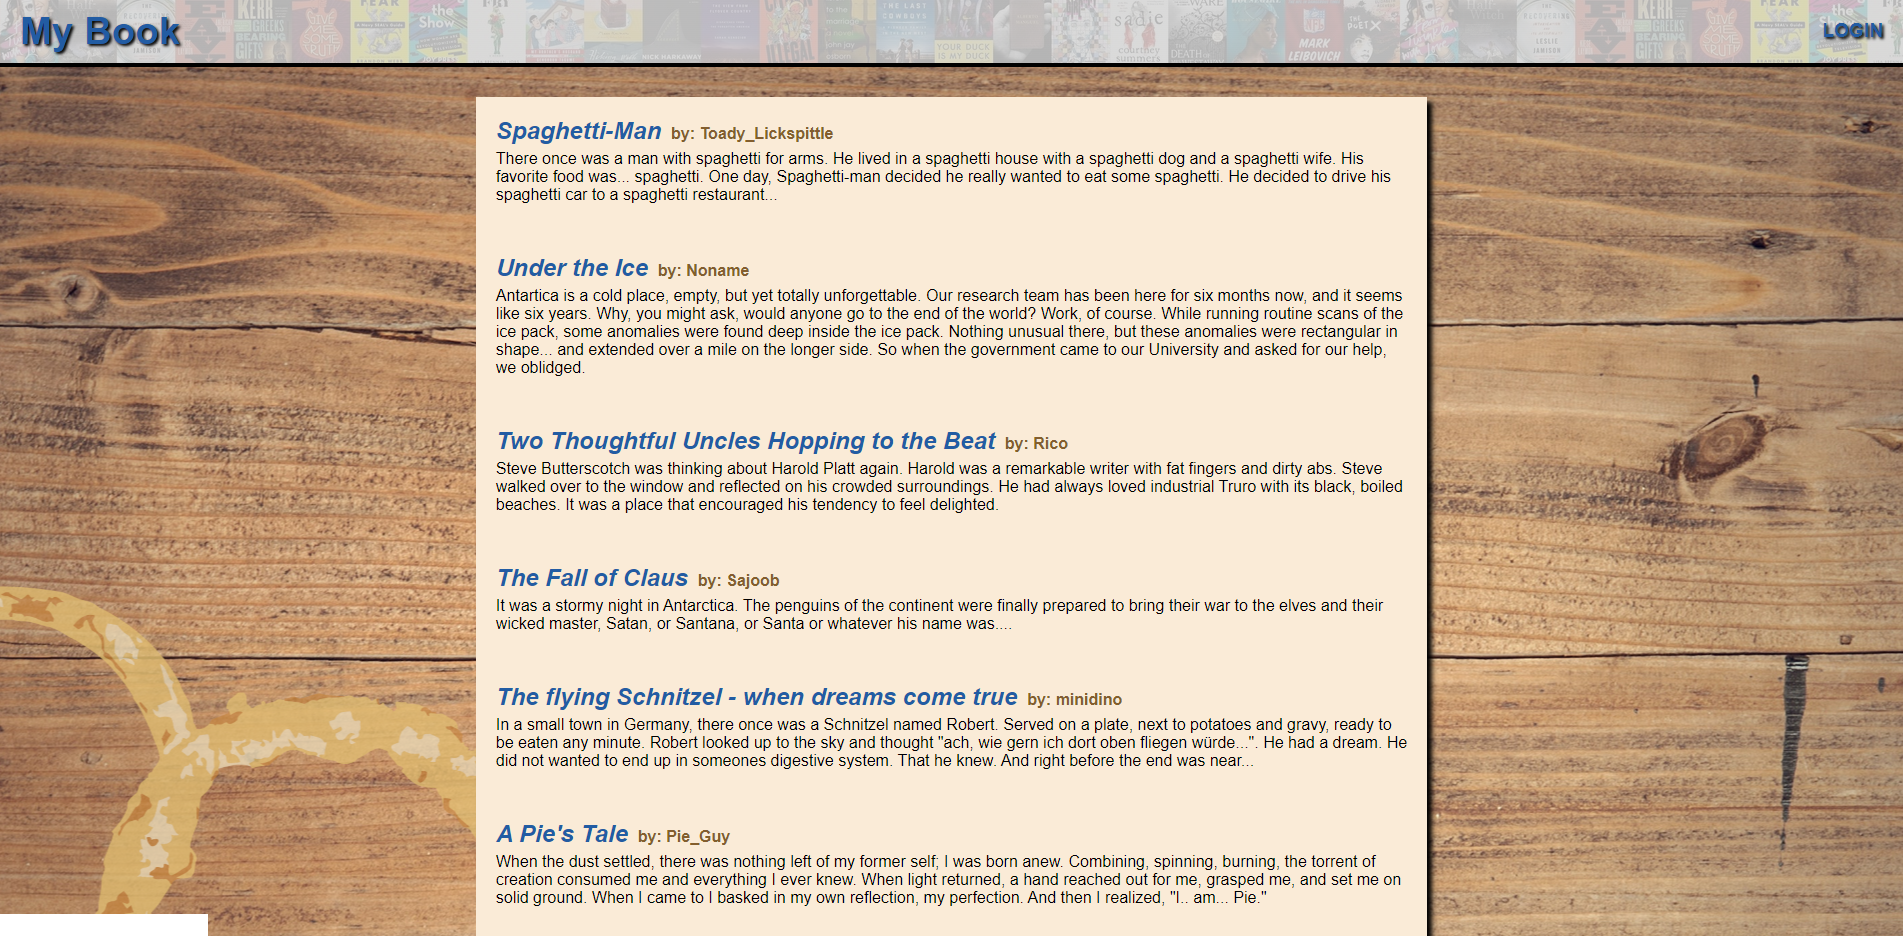 My Book
LOGIN
Spaghetti-Man by: Toady_Lickspittle
There once was a man with spaghetti for arms. He lived in a spaghetti house with a spaghetti dog and a spaghetti wife. His
favorite food was... spaghetti. One day, Spaghetti-man decided he really wanted to eat some spaghetti. He decided to drive his
spaghetti car to a spaghetti restaurant...
Under the Ice by: Noname
Antartica is a cold place, empty, but yet totally unforgettable. Our research team has been here for six months now, and it seems
like six years. Why, you might ask, would anyone go to the end of the world? Work, of course. While running routine scans of the
ice pack, some anomalies were found deep inside the ice pack. Nothing unusual there, but these anomalies were rectangular in
shape... and extended over a mile on the longer side. So when the government came to our University and asked for our help,
we oblidged.
Two Thoughtful Uncles Hopping to the Beat by: Rico
Steve Butterscotch was thinking about Harold Platt again. Harold was a remarkable writer with fat fingers and dirty abs. Steve
walked over to the window and reflected on his crowded surroundings. He had always loved industrial Truro with its black, boiled
beaches. It was a place that encouraged his tendency to feel delighted.
The Fall of Claus by: Sajoob
It was a stormy night in Antarctica. The penguins of the continent were finally prepared to bring their war to the elves and their
wicked master, Satan, or Santana, or Santa or whatever his name was....
The flying Schnitzel - when dreams come true by: minidino
In a small town in Germany, there once was a Schnitzel named Robert. Served on a plate, next to potatoes and gravy, ready to
be eaten any minute. Robert looked up to the sky and thought "ach, wie gern ich dort oben fliegen würde...". He had a dream. He
did not wanted to end up in someones digestive system. That he knew. And right before the end was near...
A Pie's Tale by: Pie_Guy
When the dust settled, there was nothing left of my former self; I was born anew. Combining, spinning, burning, the torrent of
creation consumed me and everything I ever knew. When light returned, a hand reached out for me, grasped me, and set me on
solid ground. When I came to I basked in my own reflection, my perfection. And then I realized, "I.. am... Pie."